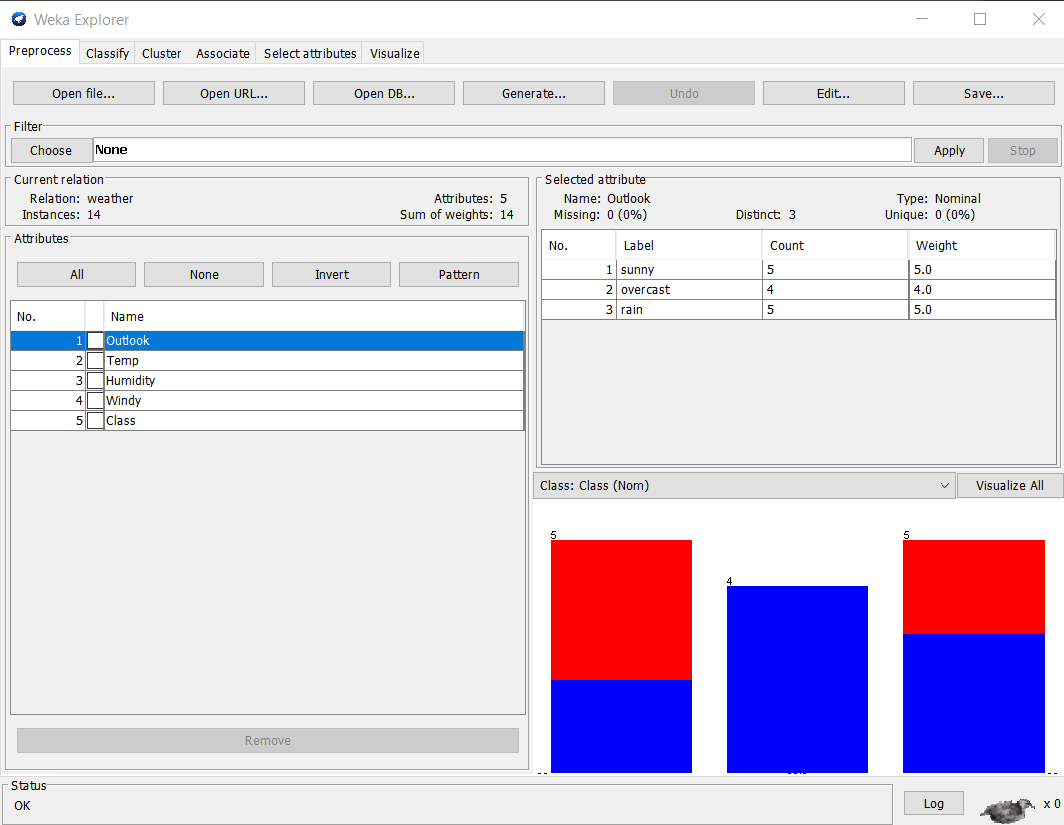 Weka Explorer
Preprocess Classify Cluster Associate Select attributes Visualize
Open file... Open URL... Open DB... Generate... Undo Edit... Save...
Filter
Choose None Apply Stop
Current relation
Relation: weather Attributes: 5
Instances: 14 Sum of weights: 14
Attributes
All None Invert Pattern
No. Name
1 Outlook
2 Temp
3 Humidity
4 Windy
5 Class
Remove
Selected attribute
Name: Outlook Type: Nominal
Missing: 0 (0%) Distinct: 3 Unique: 0 (0%)
No. Label Count Weight
1 sunny 5 5.0
2 overcast 4 4.0
3 rain 5 5.0
Class: Class (Nom) Visualize All
5 4 5
Status
OK
Log x 0